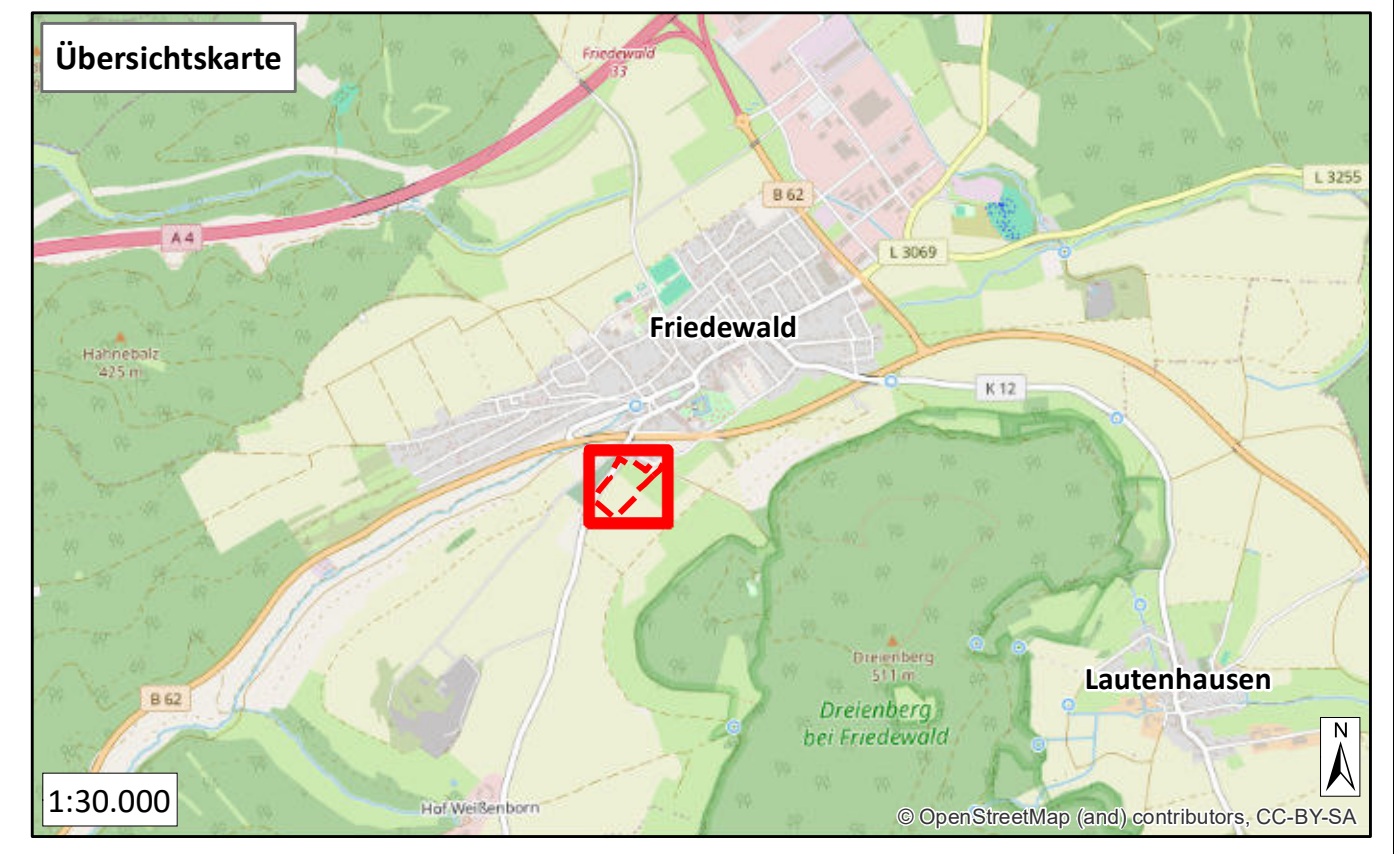 Übersichtskarte
Friedewald
33
B 62
L 3255
A 4
L 3069
Friedewald
Hahnebalz
425 m
K 12
Dreienberg
511 m
Lautenhausen
B 62
Dreienberg
bei Friedewald
N
1:30.000
Hof Weißenborn
© OpenStreetMap (and) contributors, CC-BY-SA